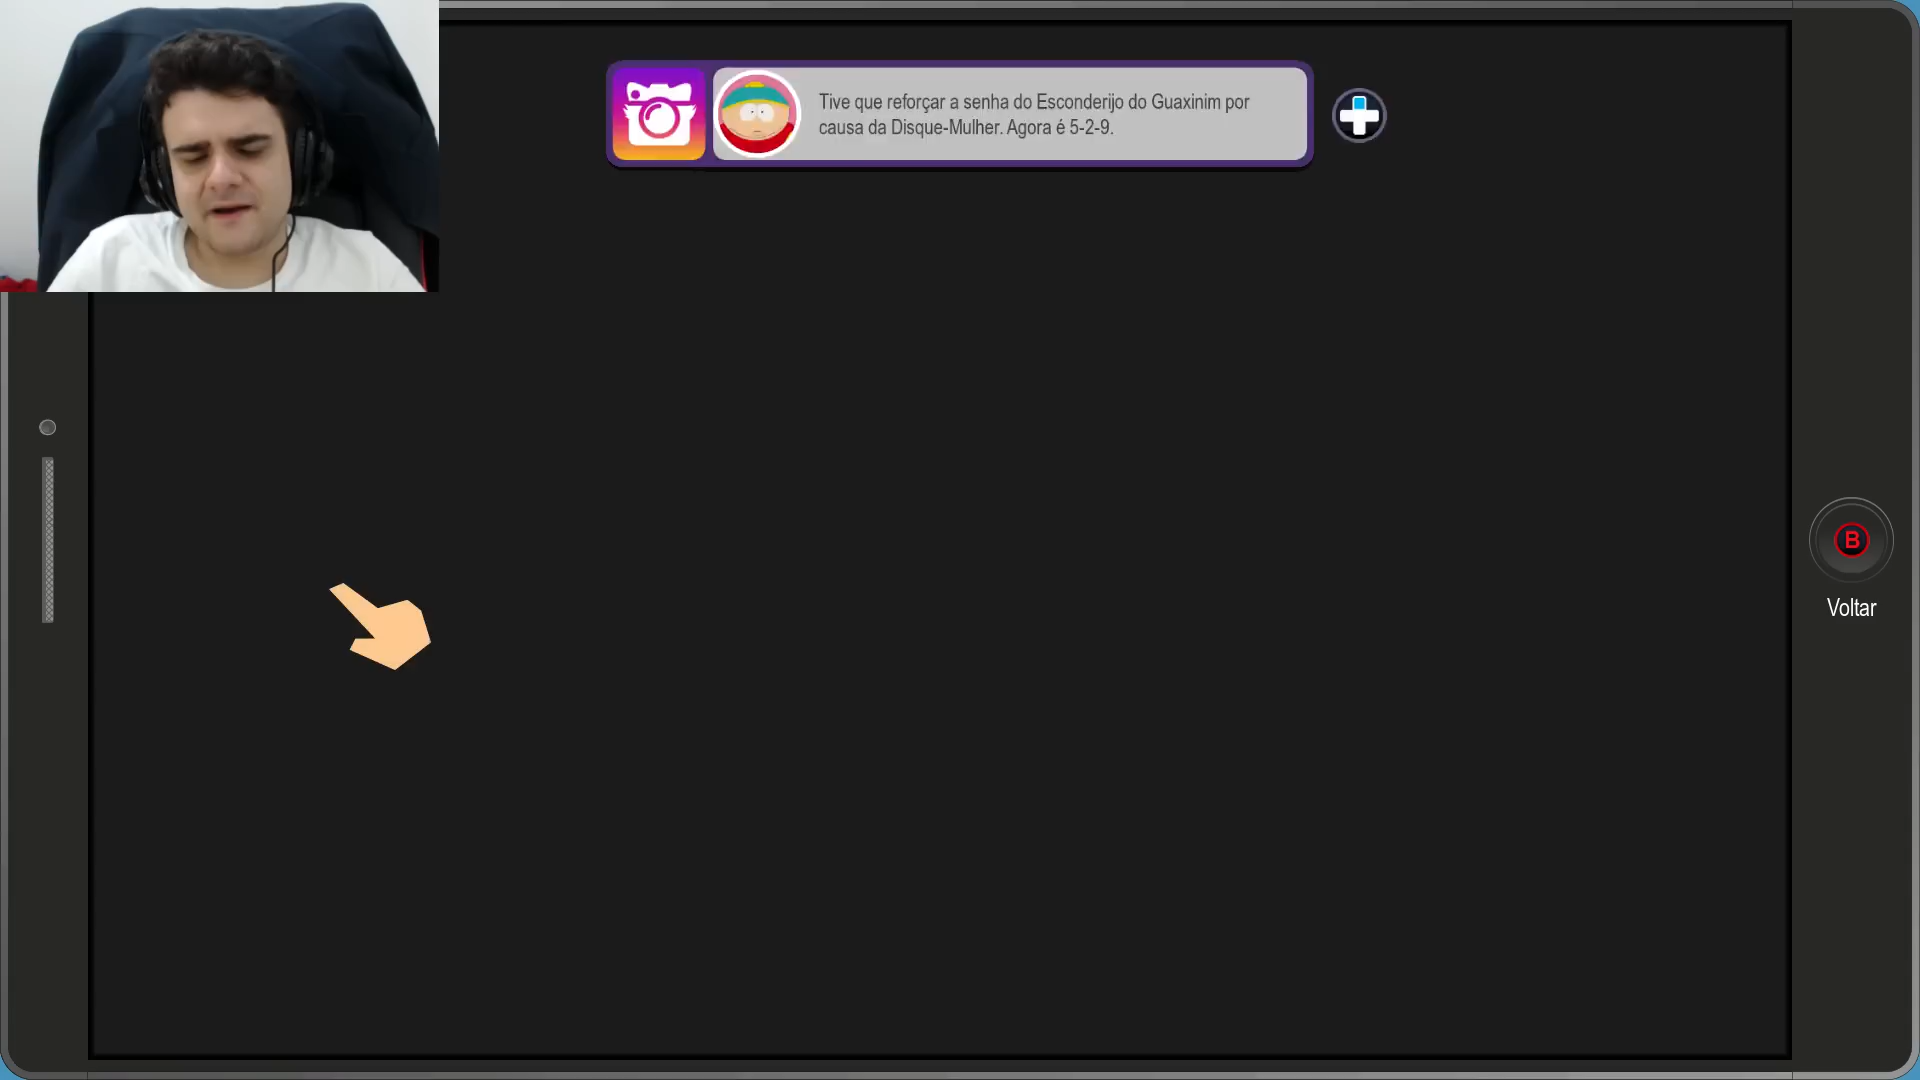 Tive que reforçar a senha do Esconderijo do Guaxinim por
causa da Disque-Mulher. Agora é 5-2-9.
B
Voltar